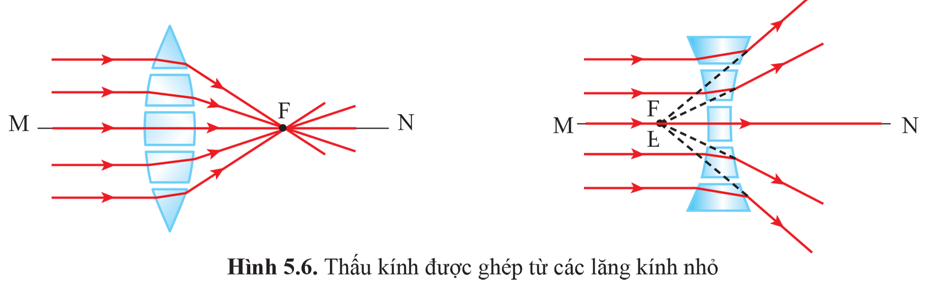 M
F
N
M
F
E
N
Hình 5.6. Thấu kính được ghép từ các lăng kính nhỏ